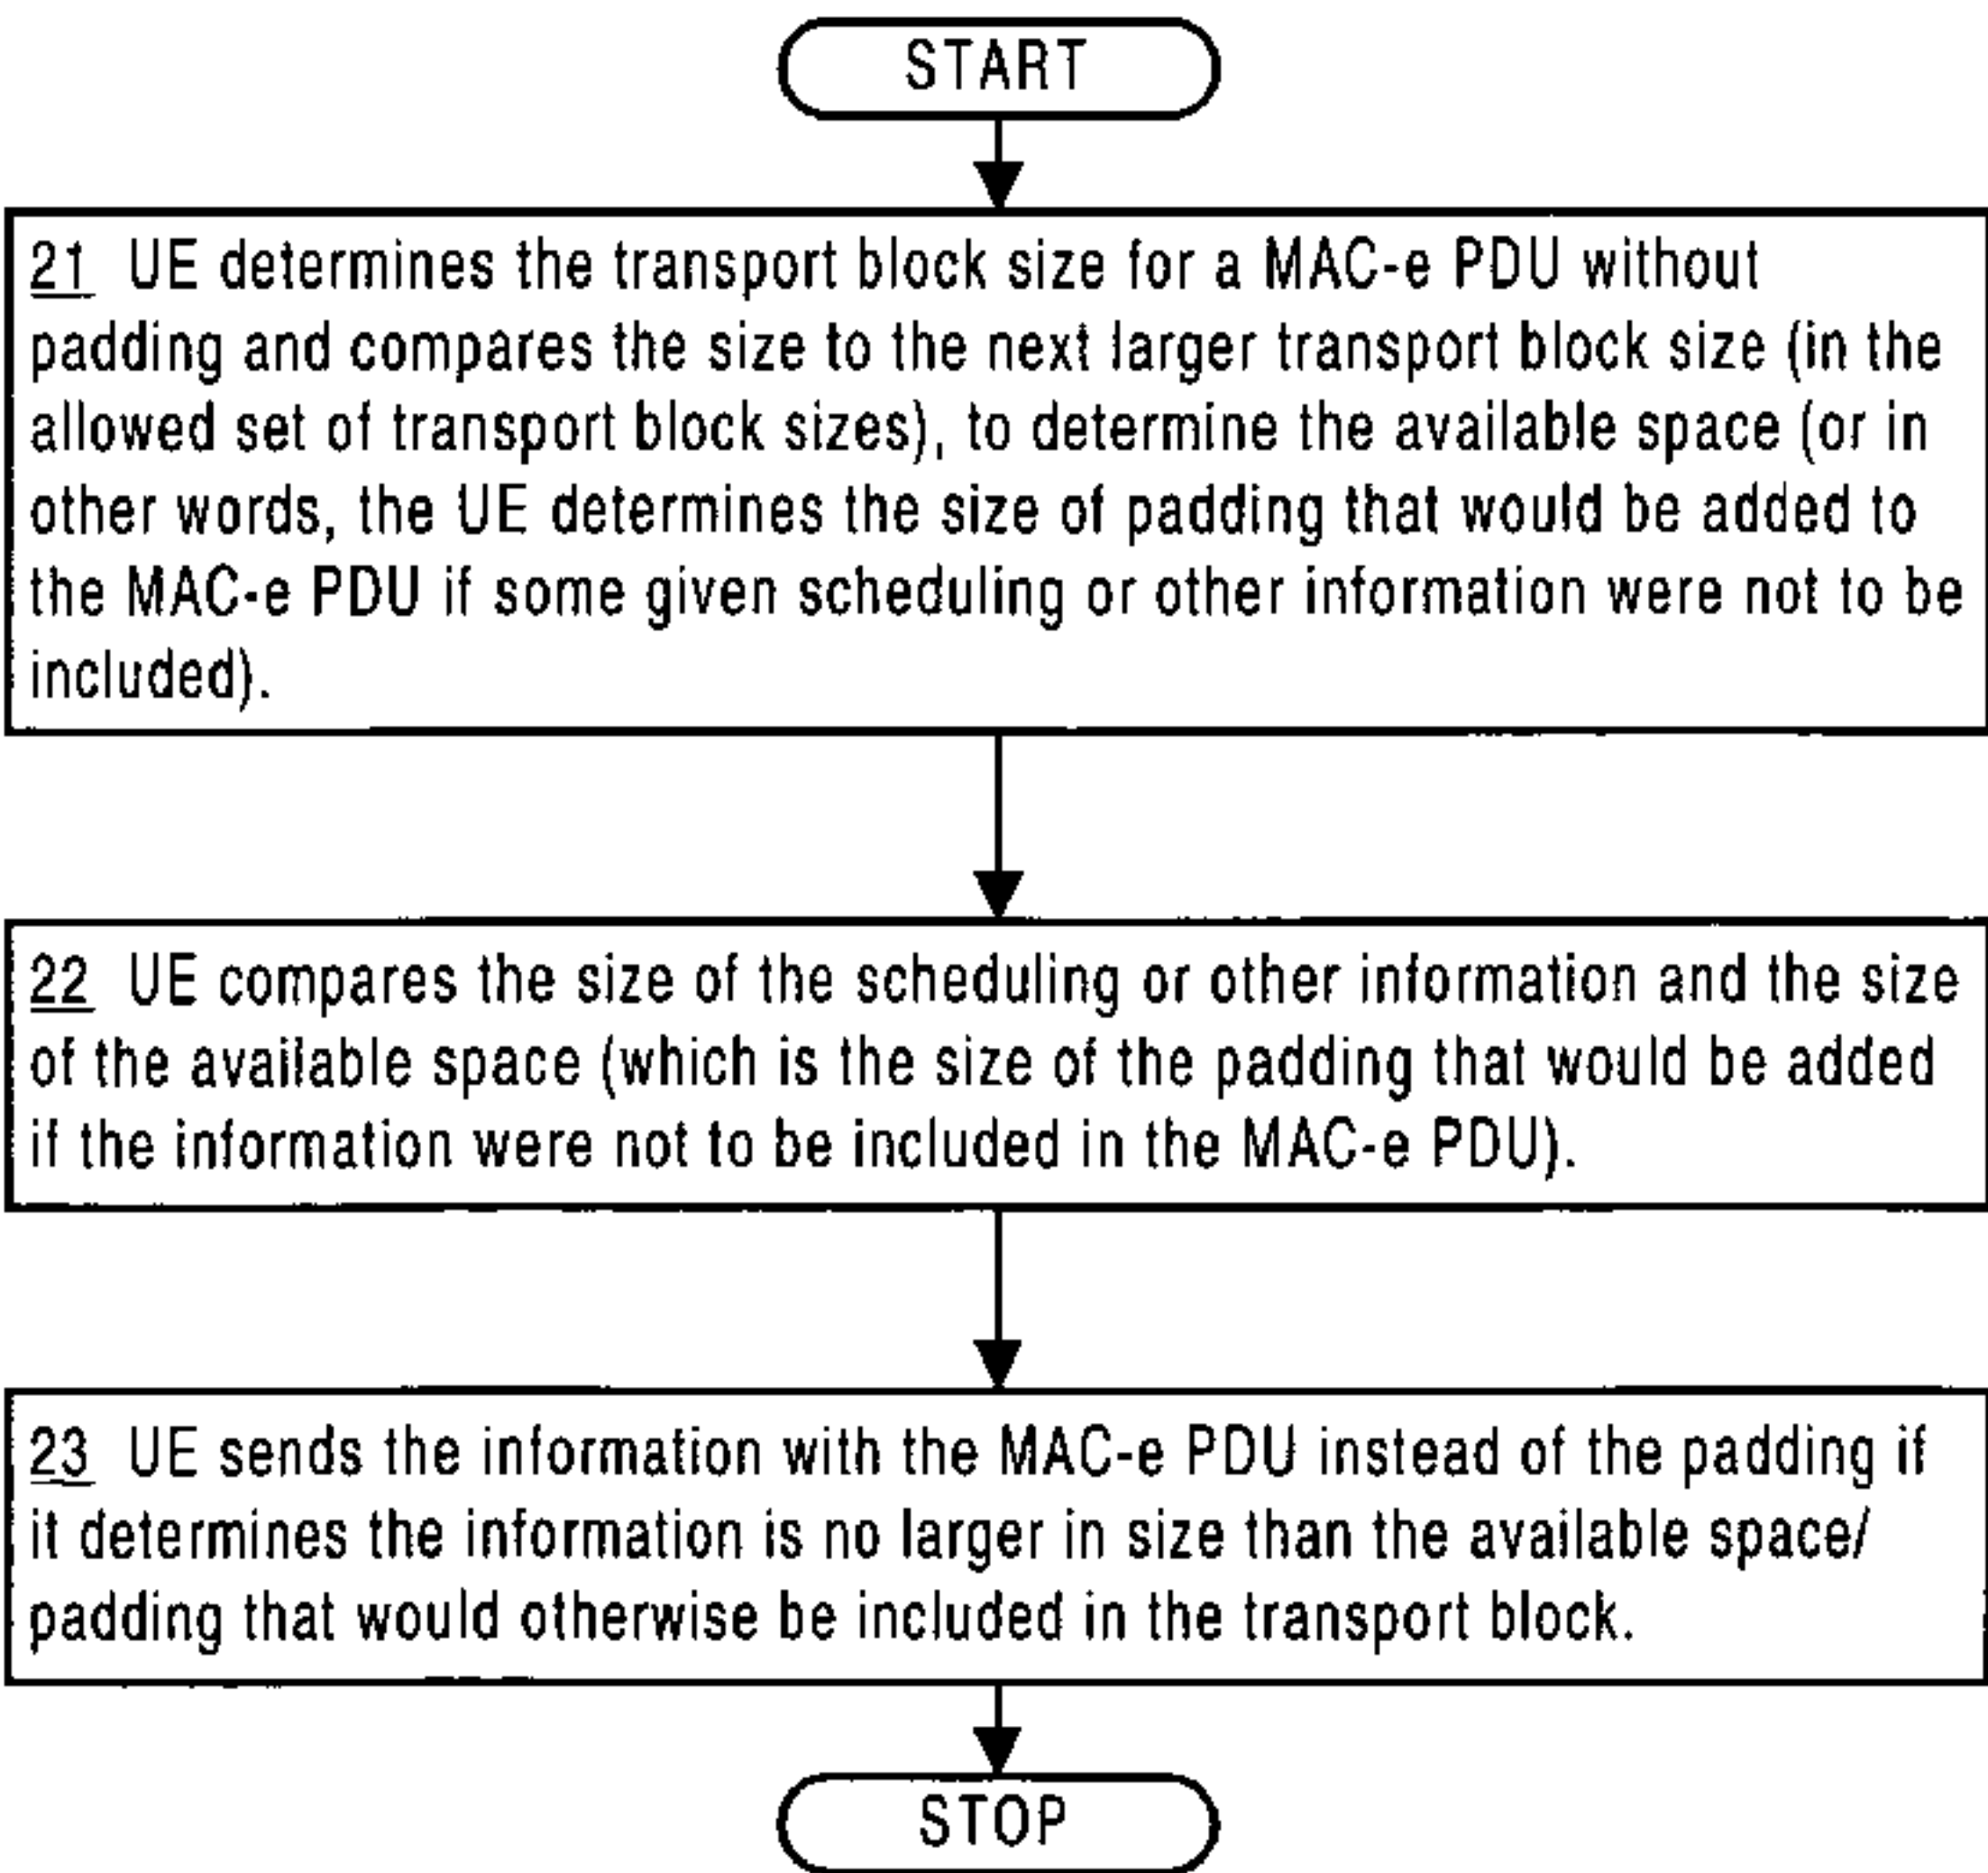 START
21 UE determines the transport block size for a MAC-e PDU without
padding and compares the size to the next larger transport block size (in the
allowed set of transport block sizes), to determine the available space (or in
other words, the UE determines the size of padding that would be added to
the MAC-e PDU if some given scheduling or other information were not to be
included).
22 UE compares the size of the scheduling or other information and the size
of the available space (which is the size of the padding that would be added
if the information were not to be included in the MAC-e PDU).
23 UE sends the information with the MAC-e PDU instead of the padding if
it determines the information is no larger in size than the available space/
padding that would otherwise be included in the transport block.
STOP